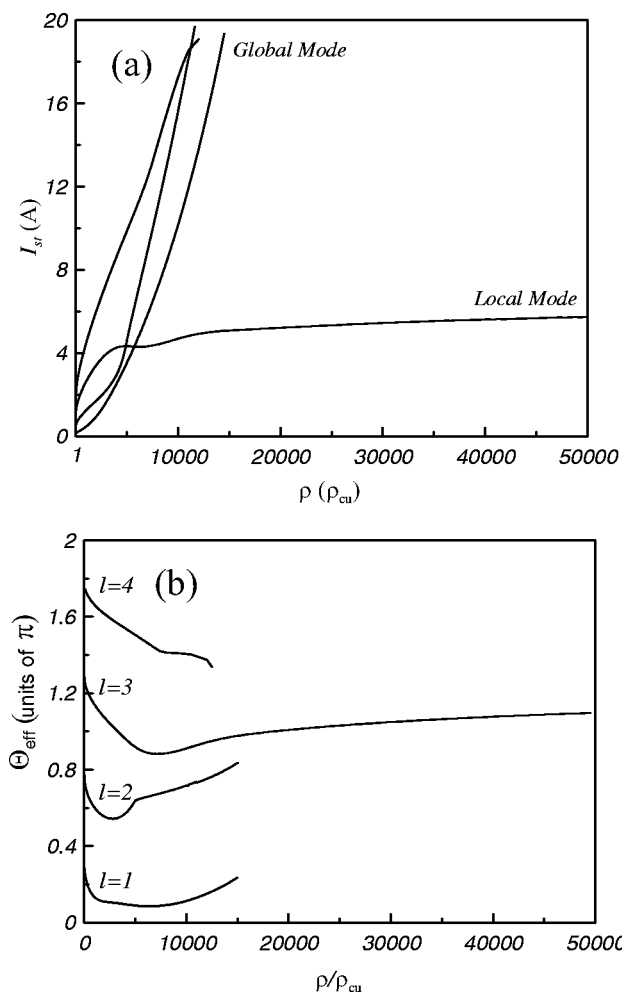 20
16
12
8
4
0
(a)
Global Mode
Local Mode
I_st (A)
1 10000 20000 30000 40000 50000
ρ (ρ_cu)
2
1.6
1.2
0.8
0.4
0
(b)
l=4
l=3
l=2
l=1
Θ_eff (units of π)
0 10000 20000 30000 40000 5000
ρ/ρ_cu